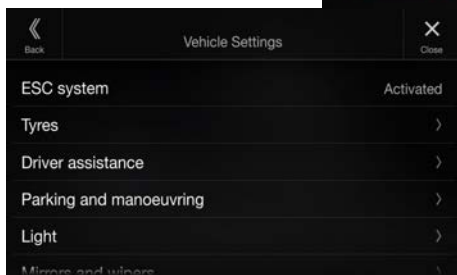 Back
Vehicle Settings
Close
ESC system Activated
Tyres
Driver assistance
Parking and manoeuvring
Light
Mirrors and wipers